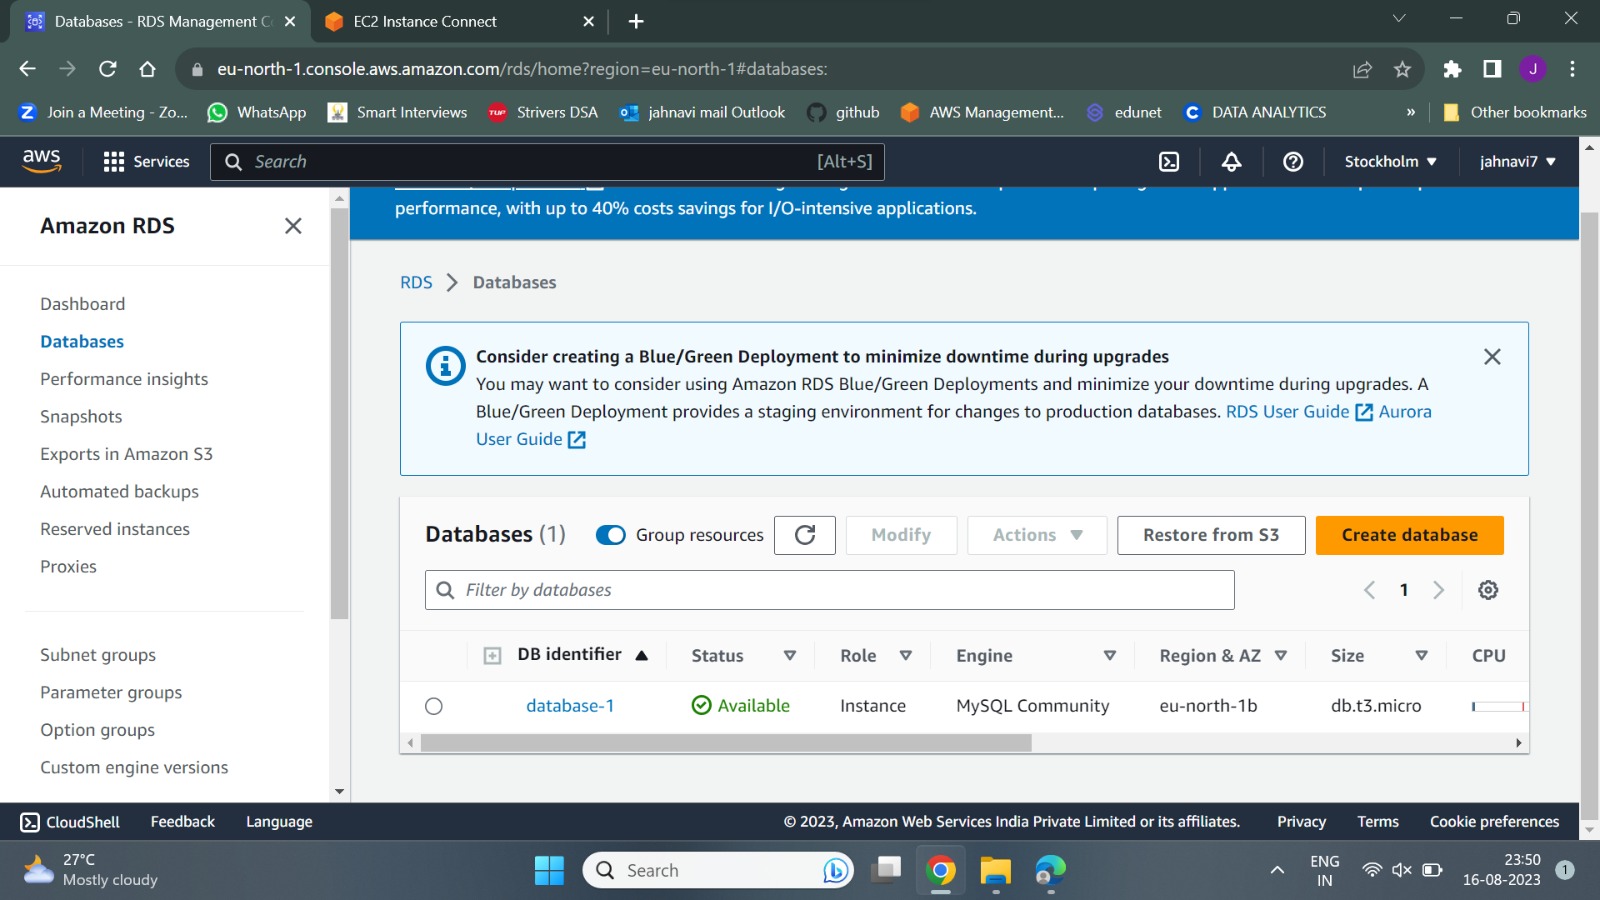 Databases - RDS Management C
EC2 Instance Connect
eu-north-1.console.aws.amazon.com/rds/home?region=eu-north-1#databases:
J
Join a Meeting - Zo...
WhatsApp
Smart Interviews
TUF Strivers DSA
jahnavi mail Outlook
github
AWS Management...
edunet
DATA ANALYTICS
»
Other bookmarks
aws
Services
Search
[Alt+S]
Stockholm
jahnavi7
Amazon RDS
Dashboard
Databases
Performance insights
Snapshots
Exports in Amazon S3
Automated backups
Reserved instances
Proxies
Subnet groups
Parameter groups
Option groups
Custom engine versions
performance, with up to 40% costs savings for I/O-intensive applications.
RDS > Databases
Consider creating a Blue/Green Deployment to minimize downtime during upgrades
You may want to consider using Amazon RDS Blue/Green Deployments and minimize your downtime during upgrades. A
Blue/Green Deployment provides a staging environment for changes to production databases. RDS User Guide Aurora
User Guide
Databases (1)
Group resources
Modify
Actions
Restore from S3
Create database
Filter by databases
1
DB identifier Status Role Engine Region & AZ Size CPU
database-1 Available Instance MySQL Community eu-north-1b db.t3.micro
CloudShell Feedback Language
© 2023, Amazon Web Services India Private Limited or its affiliates. Privacy Terms Cookie preferences
27°C
Mostly cloudy
Search
ENG
IN
23:50
16-08-2023
1